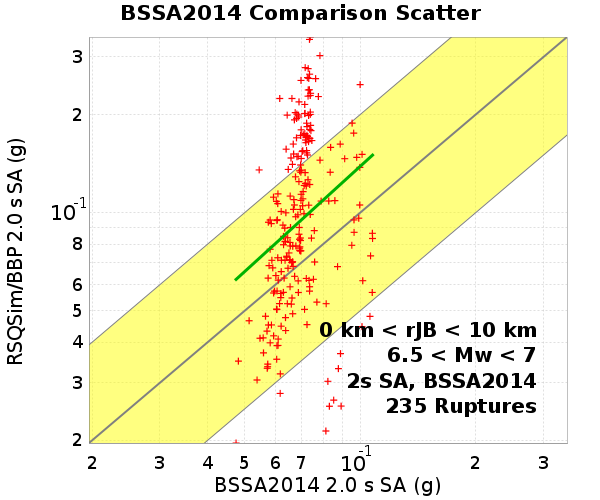 BSSA2014 Comparison Scatter
RSQSim/BBP 2.0 s SA (g)
3
2
10⁻¹
8
6
5
4
3
2
0 km < rJB < 10 km
6.5 < Mw < 7
2s SA, BSSA2014
235 Ruptures
2 3 4 5 6 7 10⁻¹ 2 3
BSSA2014 2.0 s SA (g)